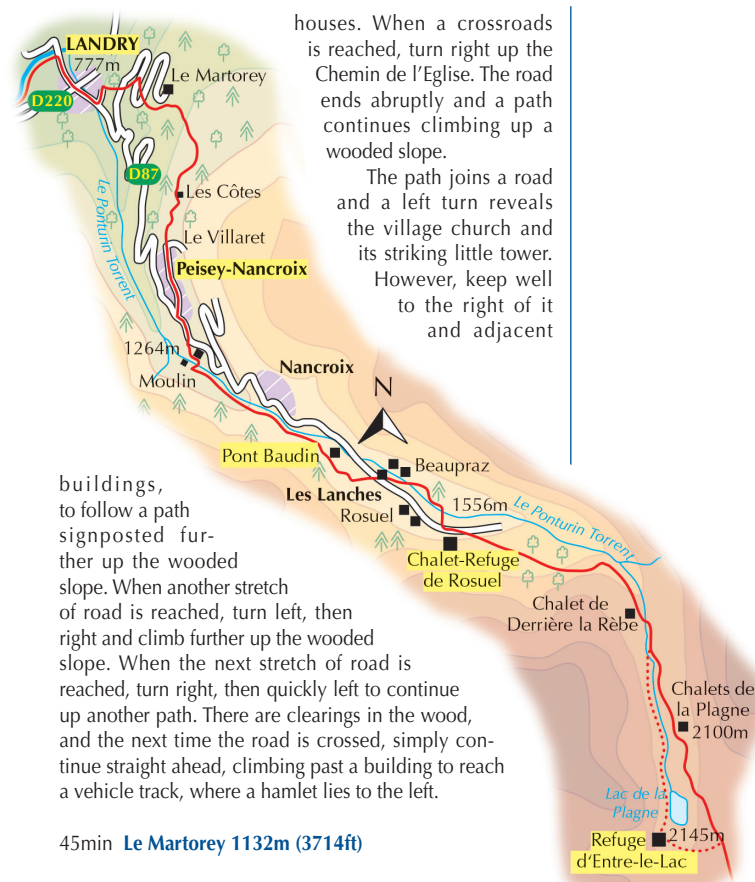 houses. When a crossroads
is reached, turn right up the
Chemin de l'Eglise. The road
ends abruptly and a path
continues climbing up a
wooded slope.
The path joins a road
and a left turn reveals
the village church and
its striking little tower.
However, keep well
to the right of it
and adjacent
LANDRY
777m
Le Martorey
D220
D87
Les Côtes
Le Ponturin Torrent
Le Villaret
Peisey-Nancroix
1264m
Moulin
Nancroix
N
Pont Baudin
Beaupraz
Les Lanches
Rosuel
1556m
Le Ponturin Torrent
Chalet-Refuge
de Rosuel
Chalet de
Derrière la Rèbe
Chalets de
la Plagne
2100m
Lac de la
Plagne
2145m
Refuge
d'Entre-le-Lac
buildings,
to follow a path
signposted fur-
ther up the wooded
slope. When another stretch
of road is reached, turn left, then
right and climb further up the wooded
slope. When the next stretch of road is
reached, turn right, then quickly left to continue
up another path. There are clearings in the wood,
and the next time the road is crossed, simply con-
tinue straight ahead, climbing past a building to reach
a vehicle track, where a hamlet lies to the left.
45min Le Martorey 1132m (3714ft)